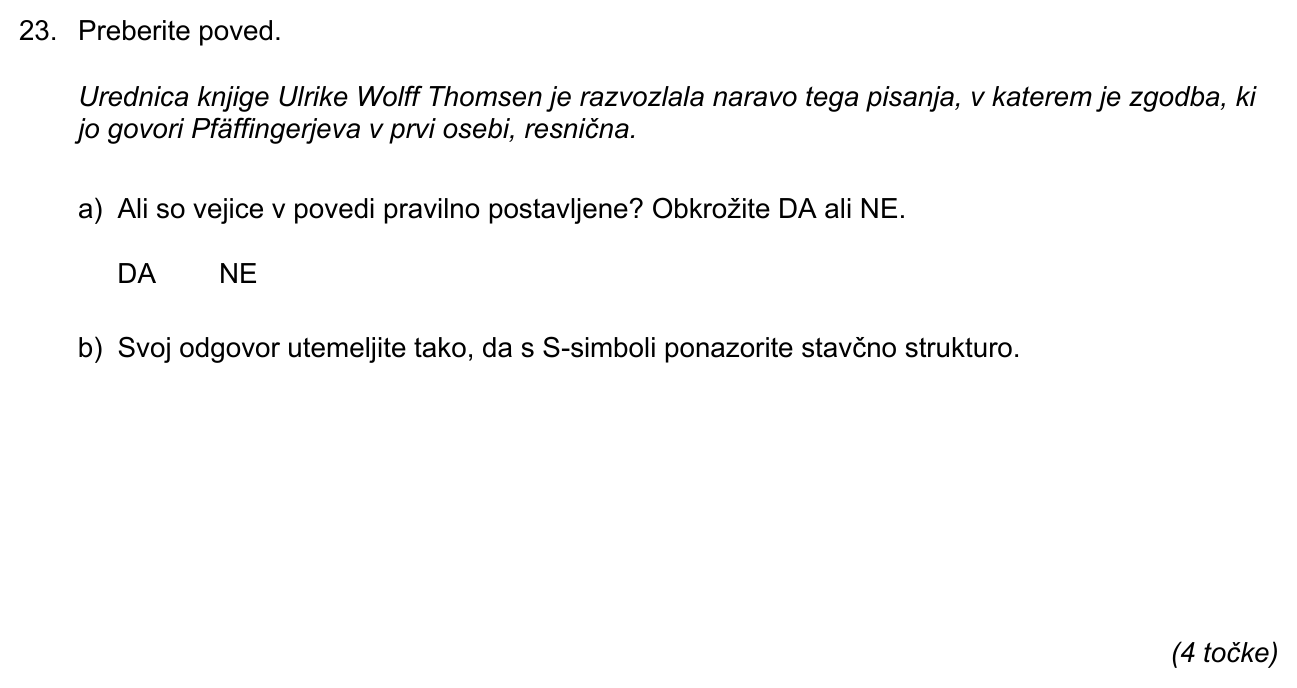 23. Preberite poved.
Urednica knjige Ulrike Wolff Thomsen je razvozlala naravo tega pisanja, v katerem je zgodba, ki
jo govori Pfäffingerjeva v prvi osebi, resnična.
a) Ali so vejice v povedi pravilno postavljene? Obkrožite DA ali NE.
DA NE
b) Svoj odgovor utemeljite tako, da s S-simboli ponazorite stavčno strukturo.
(4 točke)